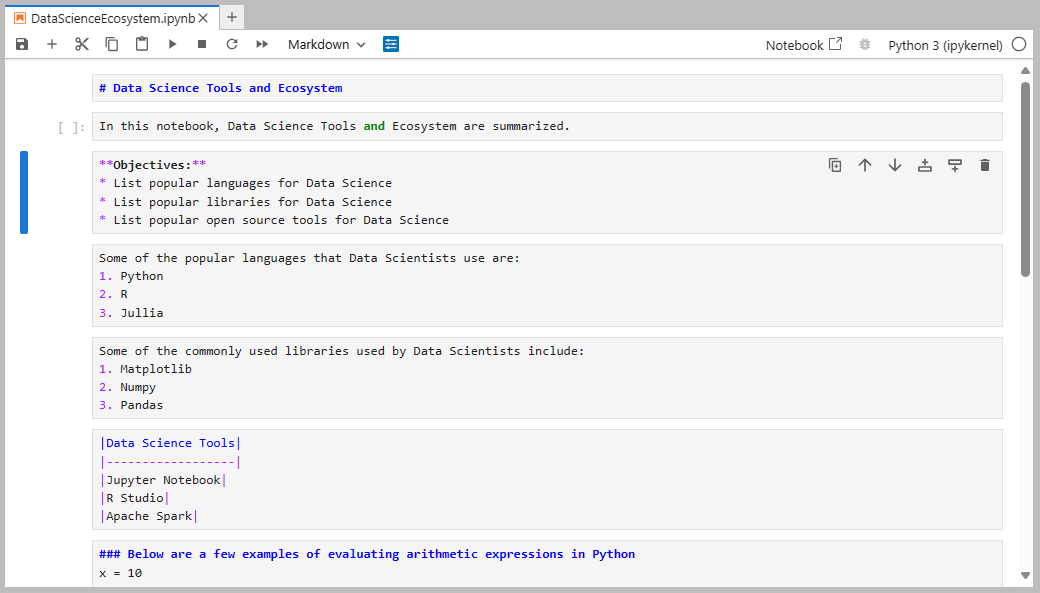 DataScienceEcosystem.ipynb
Markdown
Notebook
Python 3 (ipykernel)
# Data Science Tools and Ecosystem
[ ]: In this notebook, Data Science Tools and Ecosystem are summarized.
**Objectives:**
* List popular languages for Data Science
* List popular libraries for Data Science
* List popular open source tools for Data Science
Some of the popular languages that Data Scientists use are:
1. Python
2. R
3. Jullia
Some of the commonly used libraries used by Data Scientists include:
1. Matplotlib
2. Numpy
3. Pandas
|Data Science Tools|
|------------------|
|Jupyter Notebook|
|R Studio|
|Apache Spark|
### Below are a few examples of evaluating arithmetic expressions in Python
x = 10